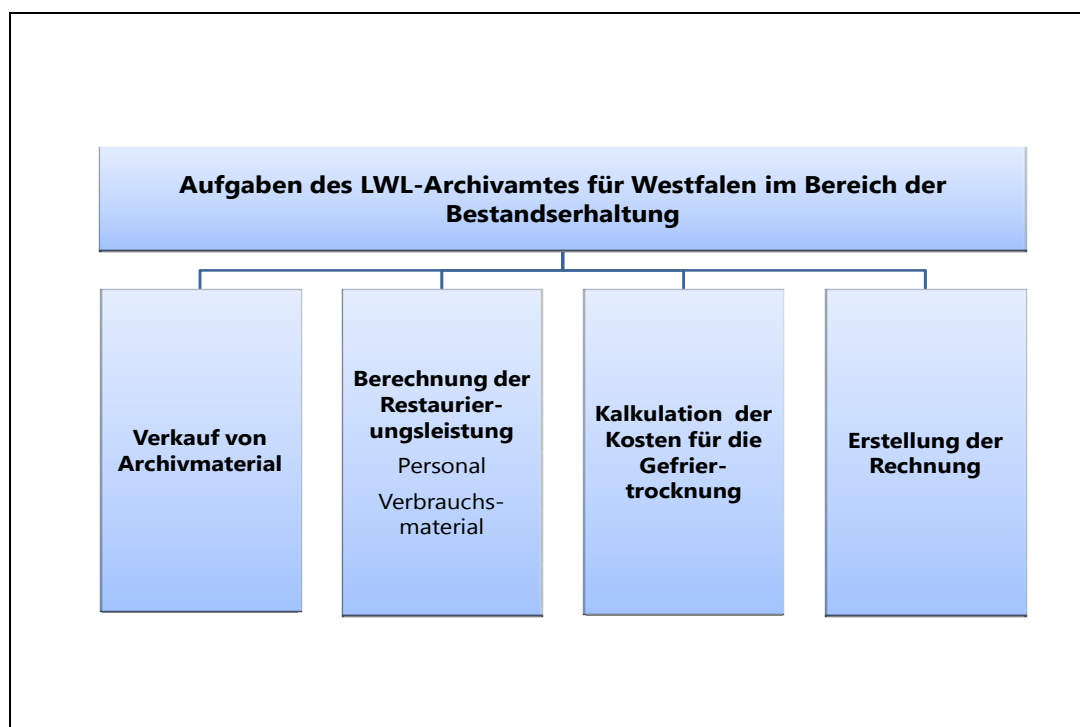 Aufgaben des LWL-Archivamtes für Westfalen im Bereich der
Bestandserhaltung
Verkauf von
Archivmaterial
Berechnung der
Restaurier-
ungsleistung
Personal
Verbrauchs-
material
Kalkulation der
Kosten für die
Gefrier-
trocknung
Erstellung der
Rechnung